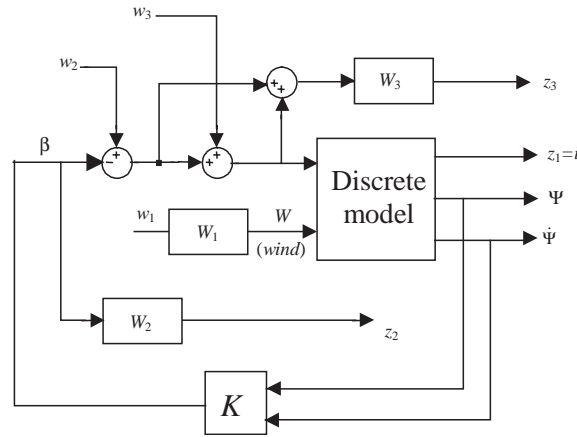 w₃
w₂
W₃
z₃
+
+
+
-
+
+
+
β
Discrete
model
z₁=
Ψ
Ψ̇
w₁
W₁
W
(wind)
W₂
z₂
K